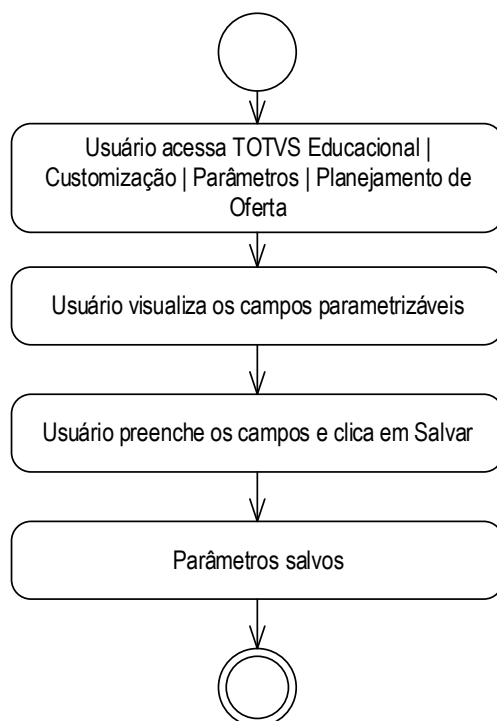 Usuário acessa TOTVS Educacional |
Customização | Parâmetros | Planejamento de
Oferta
Usuário visualiza os campos parametrizáveis
Usuário preenche os campos e clica em Salvar
Parâmetros salvos